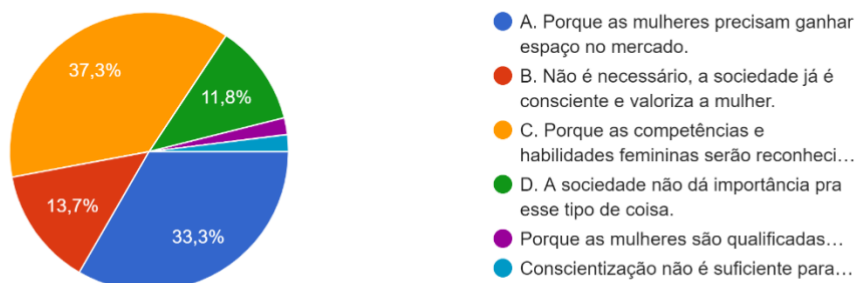 37,3%
11,8%
13,7%
33,3%
A. Porque as mulheres precisam ganhar
espaço no mercado.
B. Não é necessário, a sociedade já é
consciente e valoriza a mulher.
C. Porque as competências e
habilidades femininas serão reconheci…
D. A sociedade não dá importância pra
esse tipo de coisa.
Porque as mulheres são qualificadas…
Conscientização não é suficiente para…